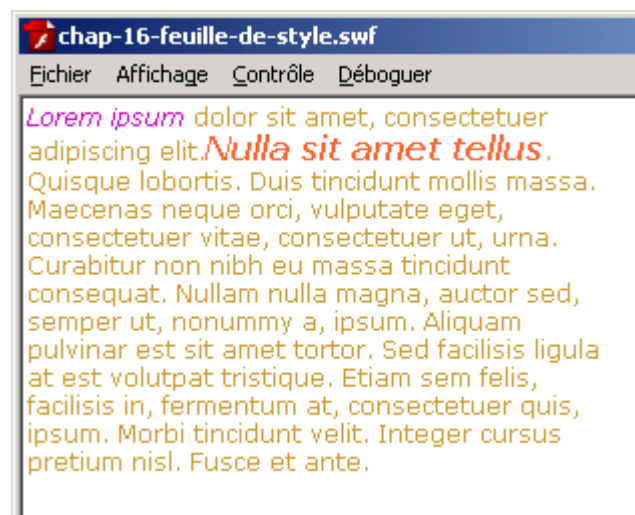 chap-16-feuille-de-style.swf
Fichier Affichage Contrôle Déboguer
Lorem ipsum dolor sit amet, consectetuer
adipiscing elit.Nulla sit amet tellus.
Quisque lobortis. Duis tincidunt mollis massa.
Maecenas neque orci, vulputate eget,
consectetuer vitae, consectetuer ut, urna.
Curabitur non nibh eu massa tincidunt
consequat. Nullam nulla magna, auctor sed,
semper ut, nonummy a, ipsum. Aliquam
pulvinar est sit amet tortor. Sed facilisis ligula
at est volutpat tristique. Etiam sem felis,
facilisis in, fermentum at, consectetuer quis,
ipsum. Morbi tincidunt velit. Integer cursus
pretium nisl. Fusce et ante.